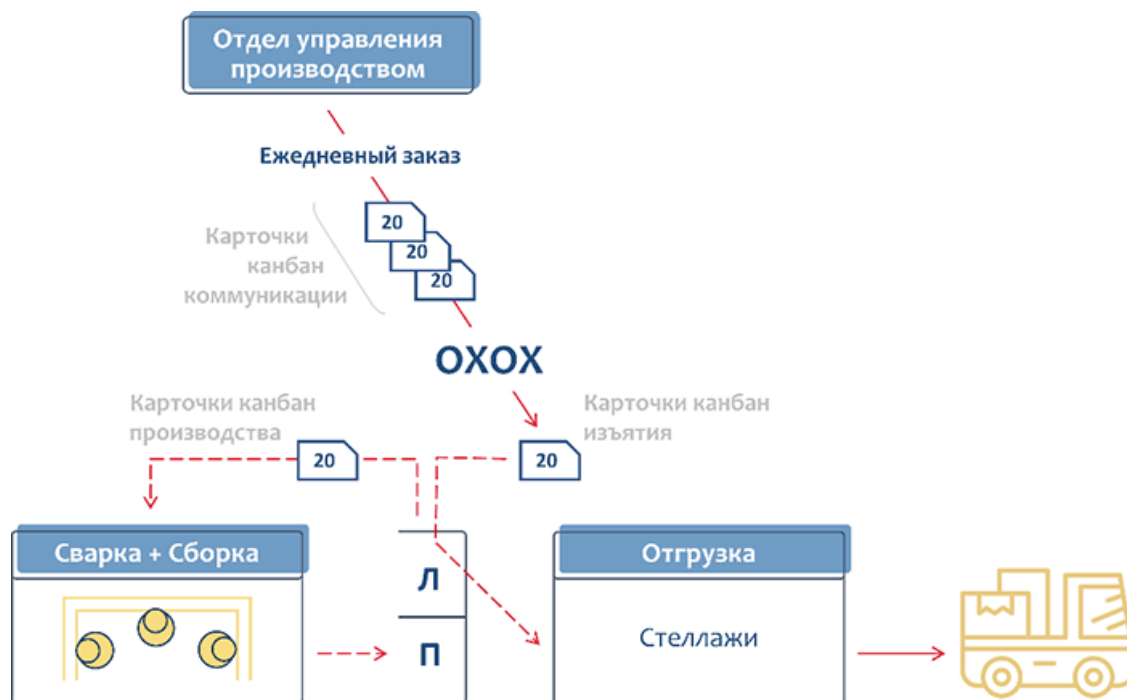 Отдел управления
производством
Ежедневный заказ
20
20
20
Карточки
канбан
коммуникации
OXOX
Карточки канбан
производства
20
Карточки канбан
изъятия
20
Сварка + Сборка
Л
П
Отгрузка
Стеллажи